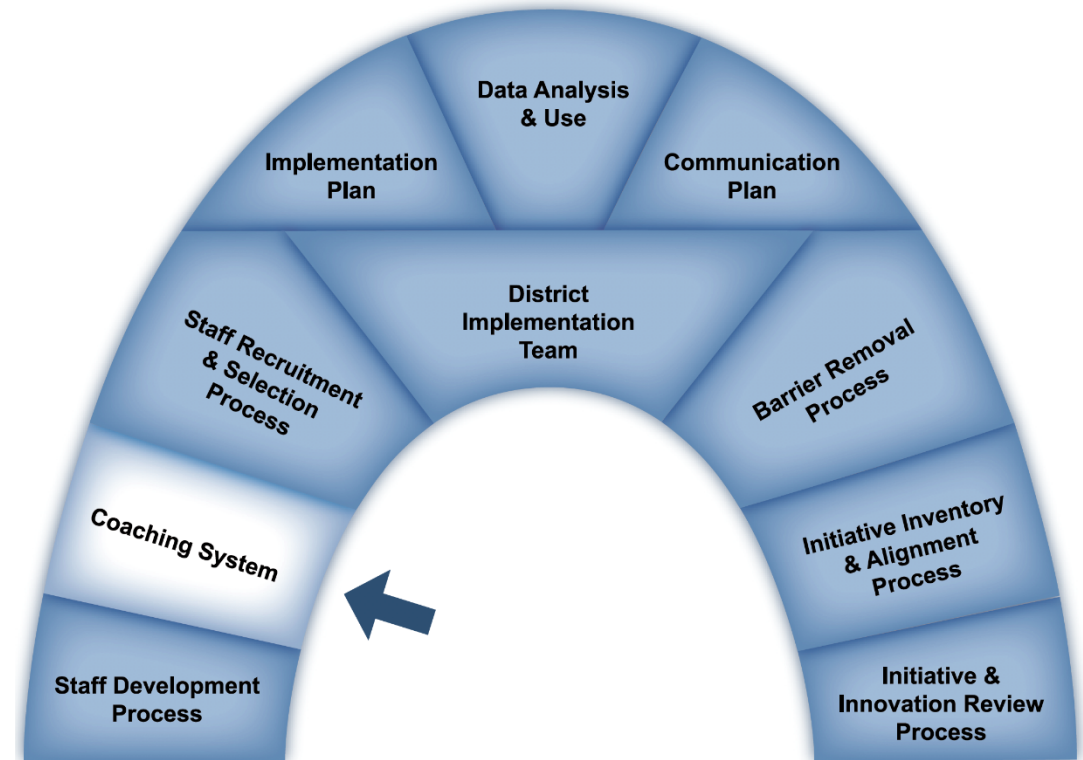 Data Analysis
& Use
Implementation
Plan
Communication
Plan
District
Implementation
Team
Staff Recruitment
& Selection
Process
Barrier Removal
Process
Coaching System
Initiative Inventory
& Alignment
Process
Staff Development
Process
Initiative &
Innovation Review
Process